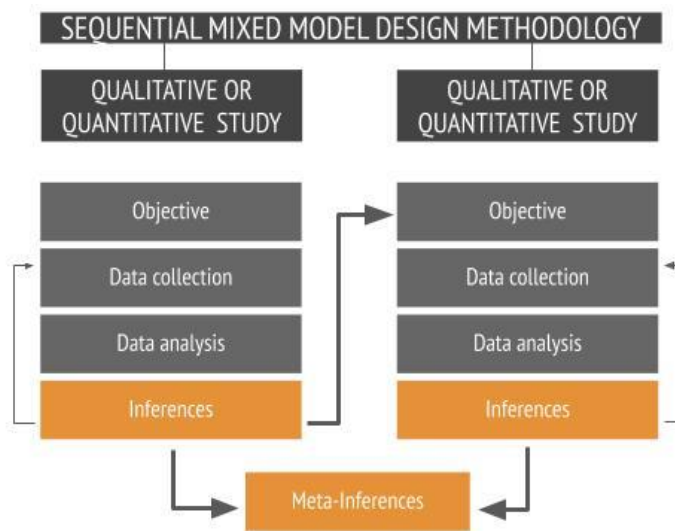 SEQUENTIAL MIXED MODEL DESIGN METHODOLOGY
QUALITATIVE OR
QUANTITATIVE STUDY
Objective
Data collection
Data analysis
Inferences
QUALITATIVE OR
QUANTITATIVE STUDY
Objective
Data collection
Data analysis
Inferences
Meta-Inferences